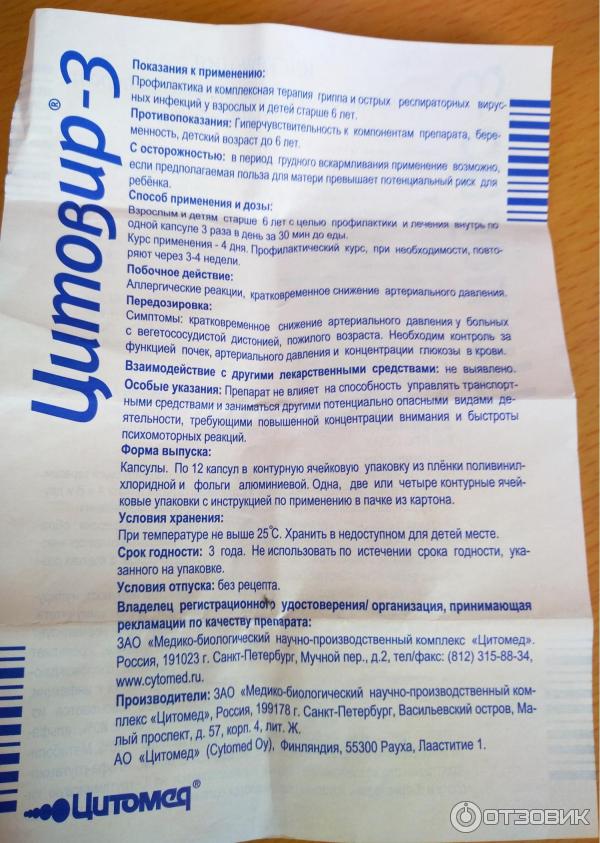 Цитовир®-3
Показания к применению:
Профилактика и комплексная терапия гриппа и острых респираторных вирус-
ных инфекций у взрослых и детей старше 6 лет.
Противопоказания: Гиперчувствительность к компонентам препарата, бере-
менность, детский возраст до 6 лет.
С осторожностью: в период грудного вскармливания применение возможно,
если предполагаемая польза для матери превышает потенциальный риск для
ребёнка.
Способ применения и дозы:
Взрослым и детям старше 6 лет с целью профилактики и лечения внутрь по
одной капсуле 3 раза в день за 30 мин до еды.
Курс применения - 4 дня. Профилактический курс, при необходимости, повто-
ряют через 3-4 недели.
Побочное действие:
Аллергические реакции, кратковременное снижение артериального давления.
Передозировка:
Симптомы: кратковременное снижение артериального давления у больных
с вегетососудистой дистонией, пожилого возраста. Необходим контроль за
функцией почек, артериального давления и концентрации глюкозы в крови.
Взаимодействие с другими лекарственными средствами: не выявлено.
Особые указания: Препарат не влияет на способность управлять транспорт-
ными средствами и заниматься другими потенциально опасными видами де-
ятельности, требующими повышенной концентрации внимания и быстроты
психомоторных реакций.
Форма выпуска:
Капсулы. По 12 капсул в контурную ячейковую упаковку из плёнки поливинил-
хлоридной и фольги алюминиевой. Одна, две или четыре контурные ячей-
ковые упаковки с инструкцией по применению в пачке из картона.
Условия хранения:
При температуре не выше 25°С. Хранить в недоступном для детей месте.
Срок годности: 3 года. Не использовать по истечении срока годности, ука-
занного на упаковке.
Условия отпуска: без рецепта.
Владелец регистрационного удостоверения/ организация, принимающая
рекламации по качеству препарата:
ЗАО «Медико-биологический научно-производственный комплекс «Цитомед».
Россия, 191023 г. Санкт-Петербург, Мучной пер., д.2, тел/факс: (812) 315-88-34,
www.cytomed.ru.
Производители: ЗАО «Медико-биологический научно-производственный ком-
плекс «Цитомед», Россия, 199178 г. Санкт-Петербург, Васильевский остров, Ма-
лый проспект, д. 57, корп. 4, лит. Ж.
АО «Цитомед» (Cytomed Oy), Финляндия, 55300 Рауха, Лааститие 1.
Цитомед®
ОТЗОВИК